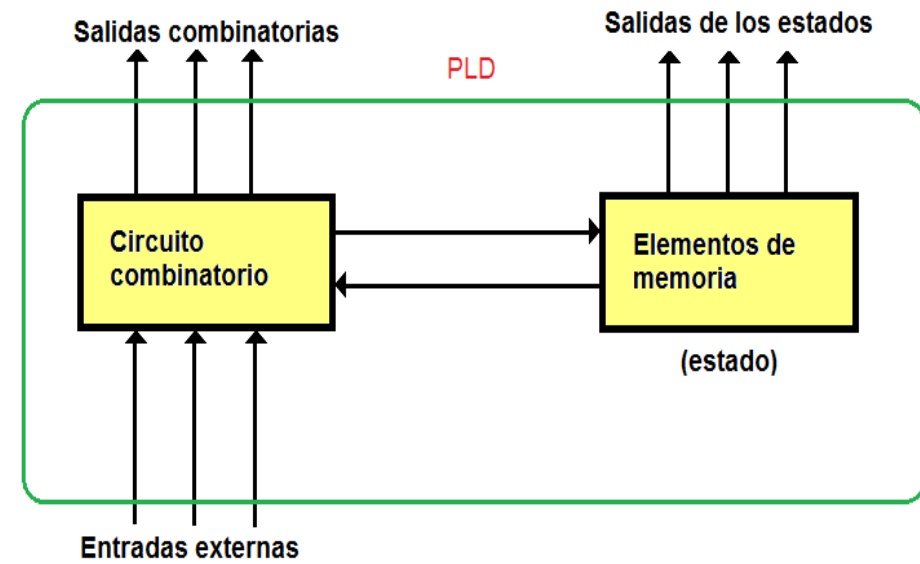 Salidas combinatorias
Salidas de los estados
PLD
Circuito
combinatorio
Elementos de
memoria
(estado)
Entradas externas